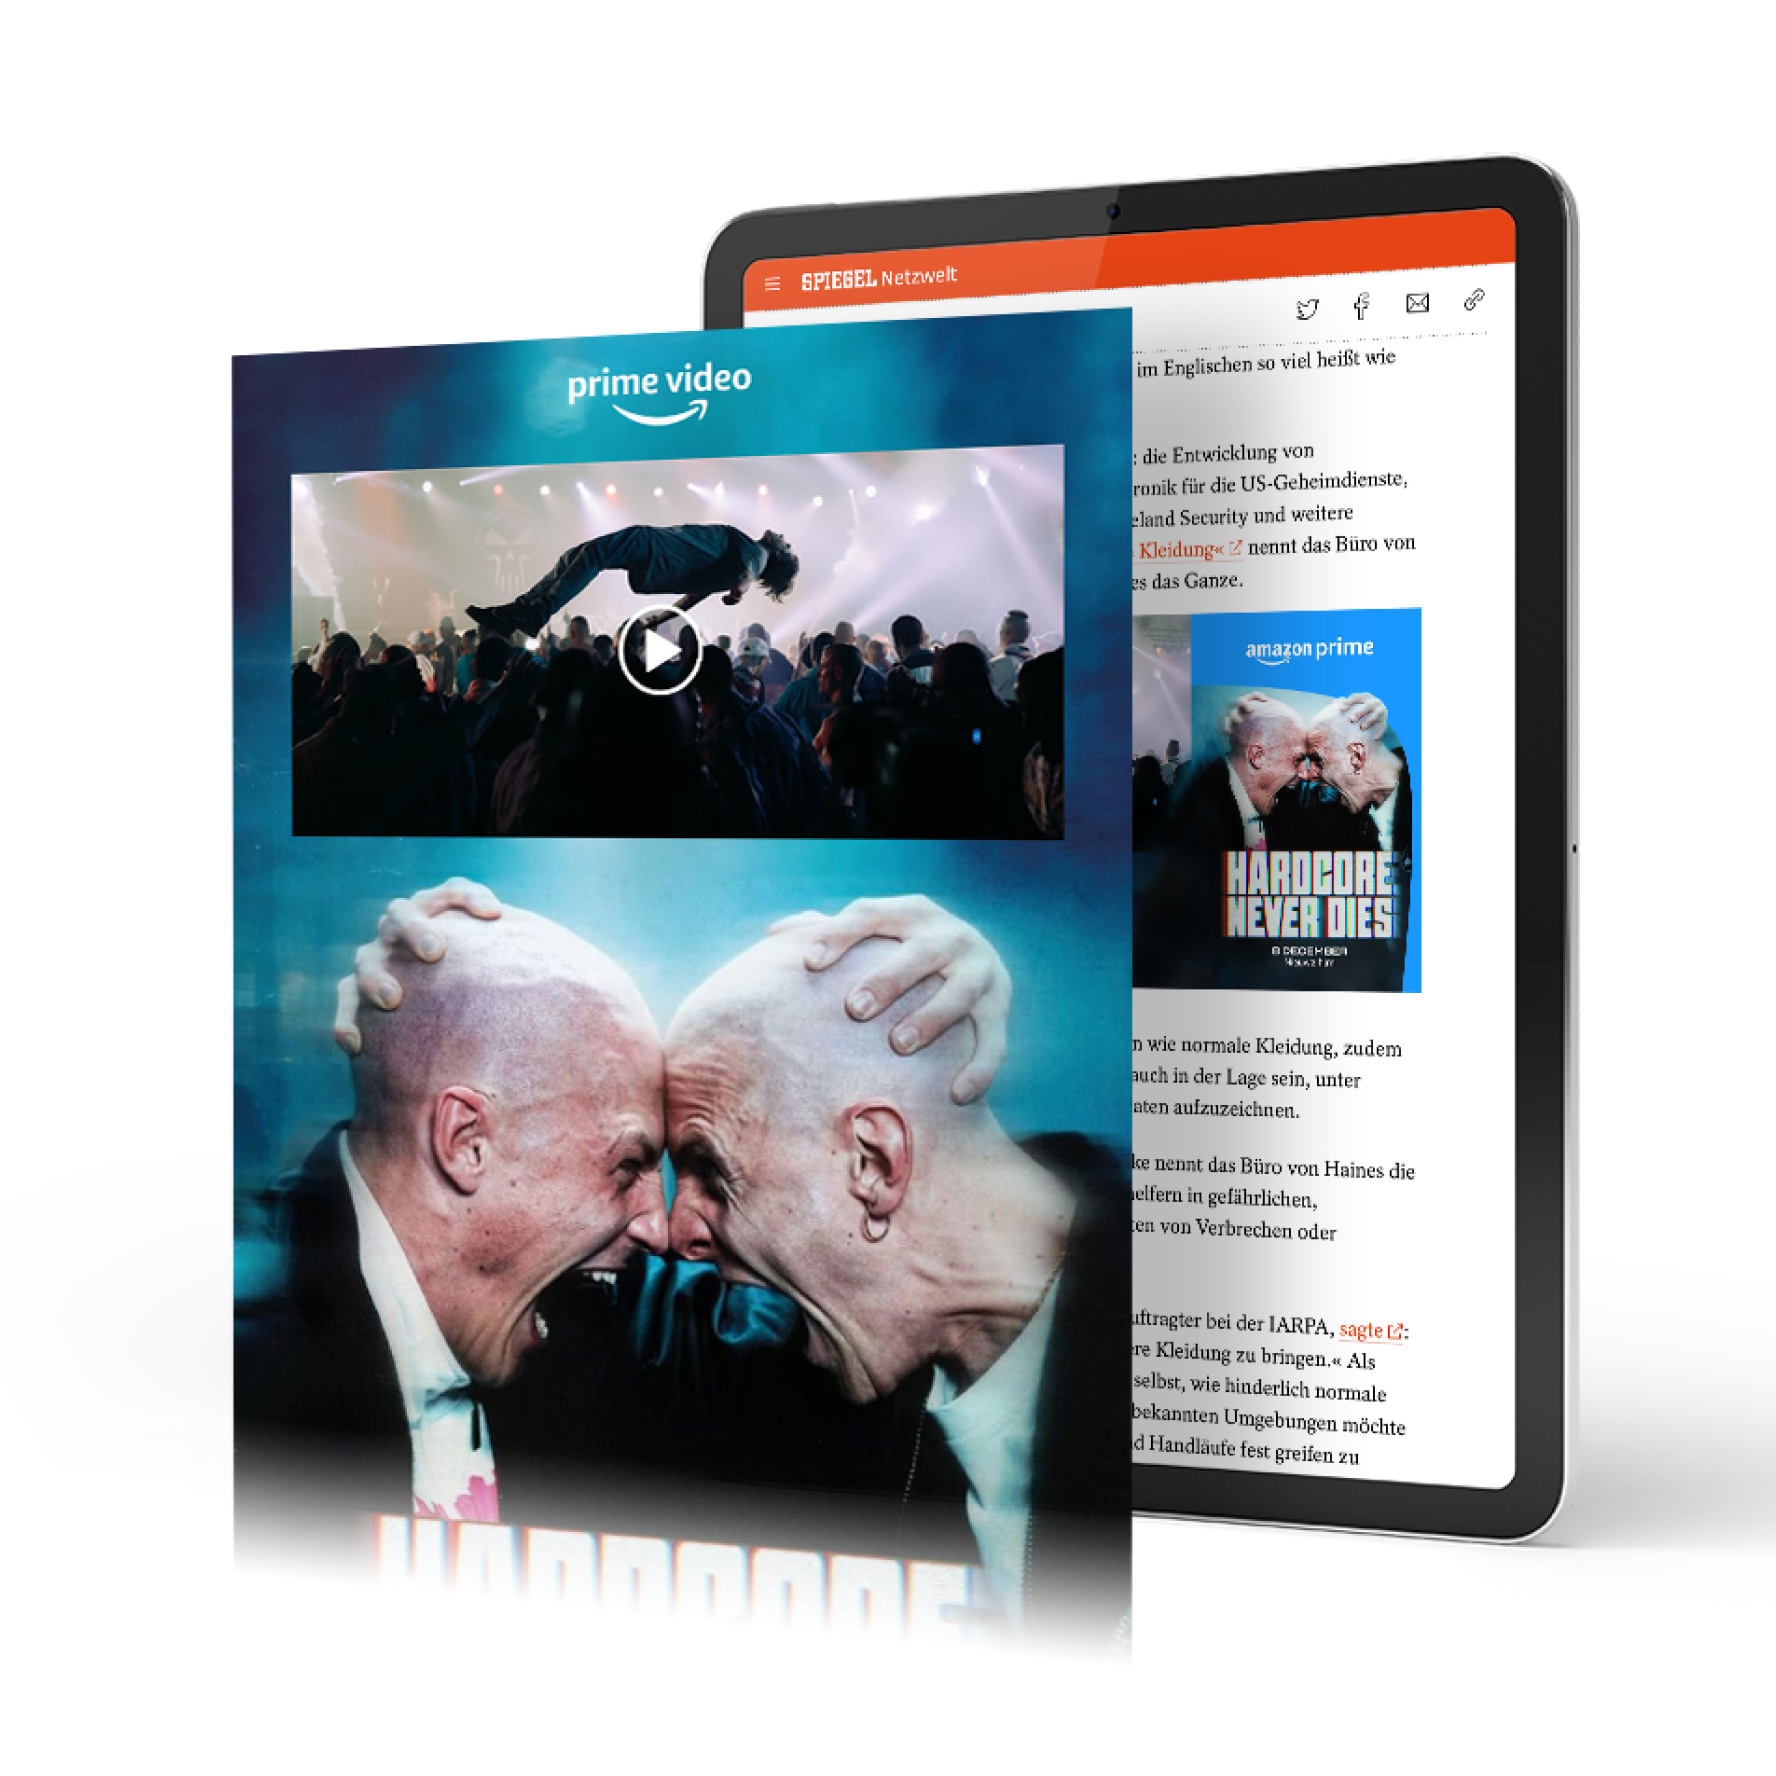 SPIEGEL Netzwelt
prime video
im Englischen so viel heißt wie
: die Entwicklung von
ronik für die US-Geheimdienste,
eland Security und weitere
Kleidung« nennt das Büro von
es das Ganze.
amazon prime
HARDCORE
NEVER DIES
8 DECEMBER
Nieuwe film
n wie normale Kleidung, zudem
auch in der Lage sein, unter
aten aufzuzeichnen.
ke nennt das Büro von Haines die
helfern in gefährlichen,
ten von Verbrechen oder
uftragter bei der IARPA, sagte:
re Kleidung zu bringen.« Als
selbst, wie hinderlich normale
bekannten Umgebungen möchte
d Handläufe fest greifen zu
HARDCORE